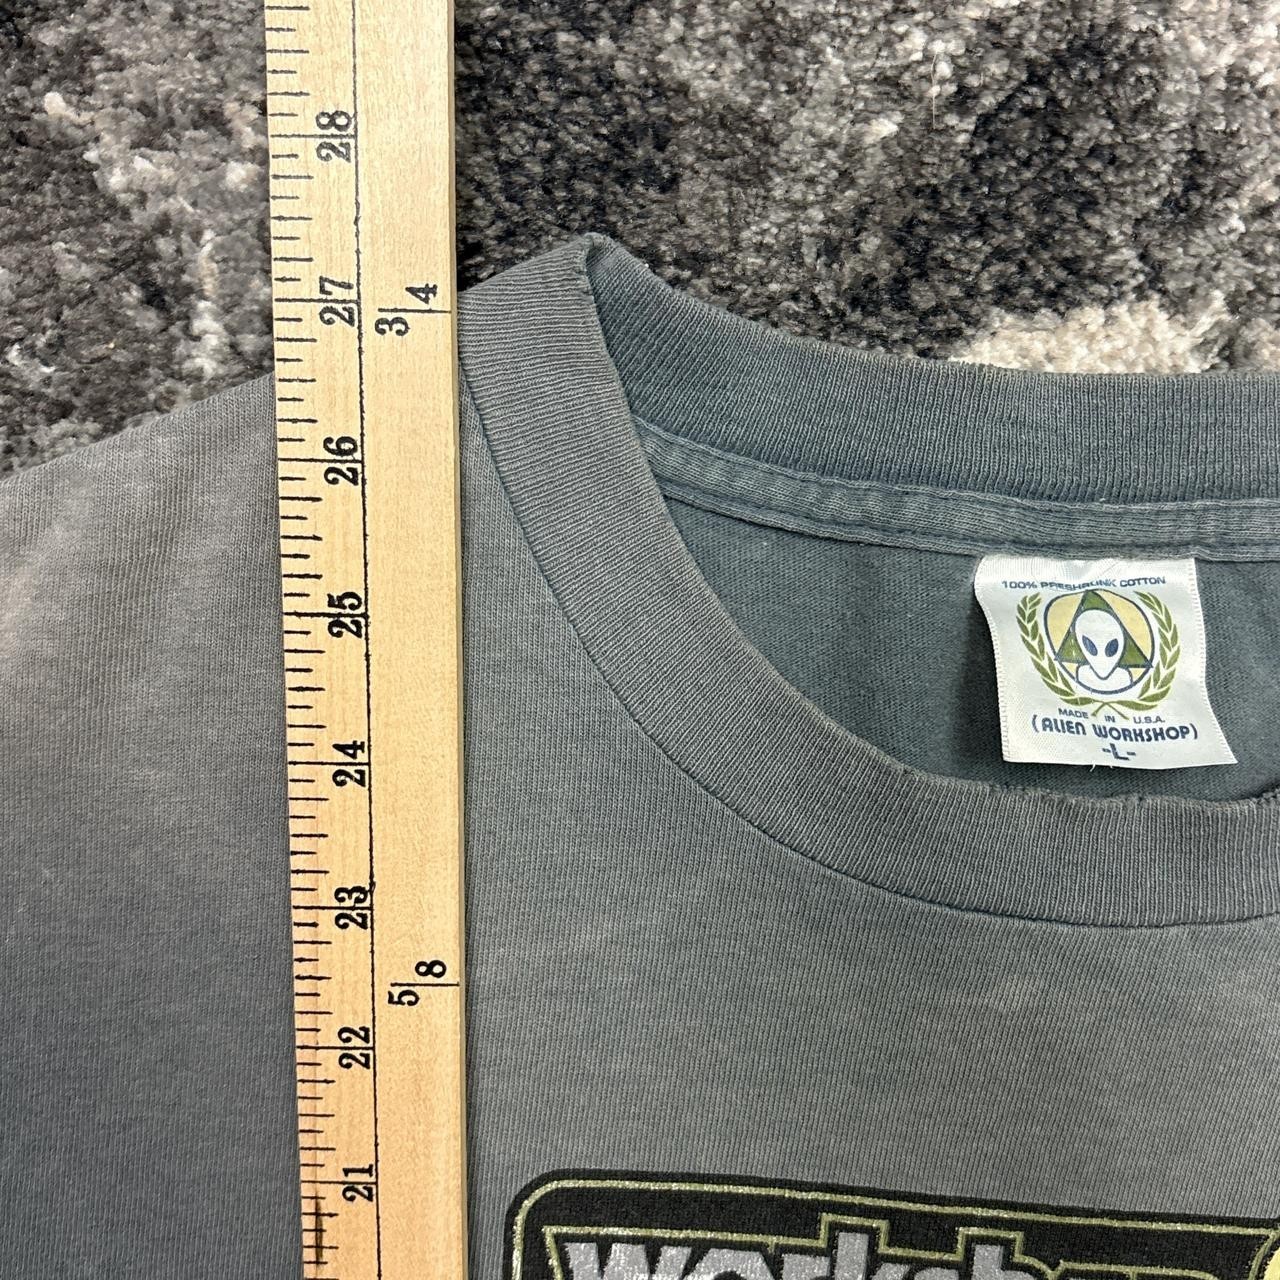 28
27
3/4
26
25
24
23
5/8
22
21
100% PRESHRUNK COTTON
MADE IN U.S.A.
(ALIEN WORKSHOP)
-L-